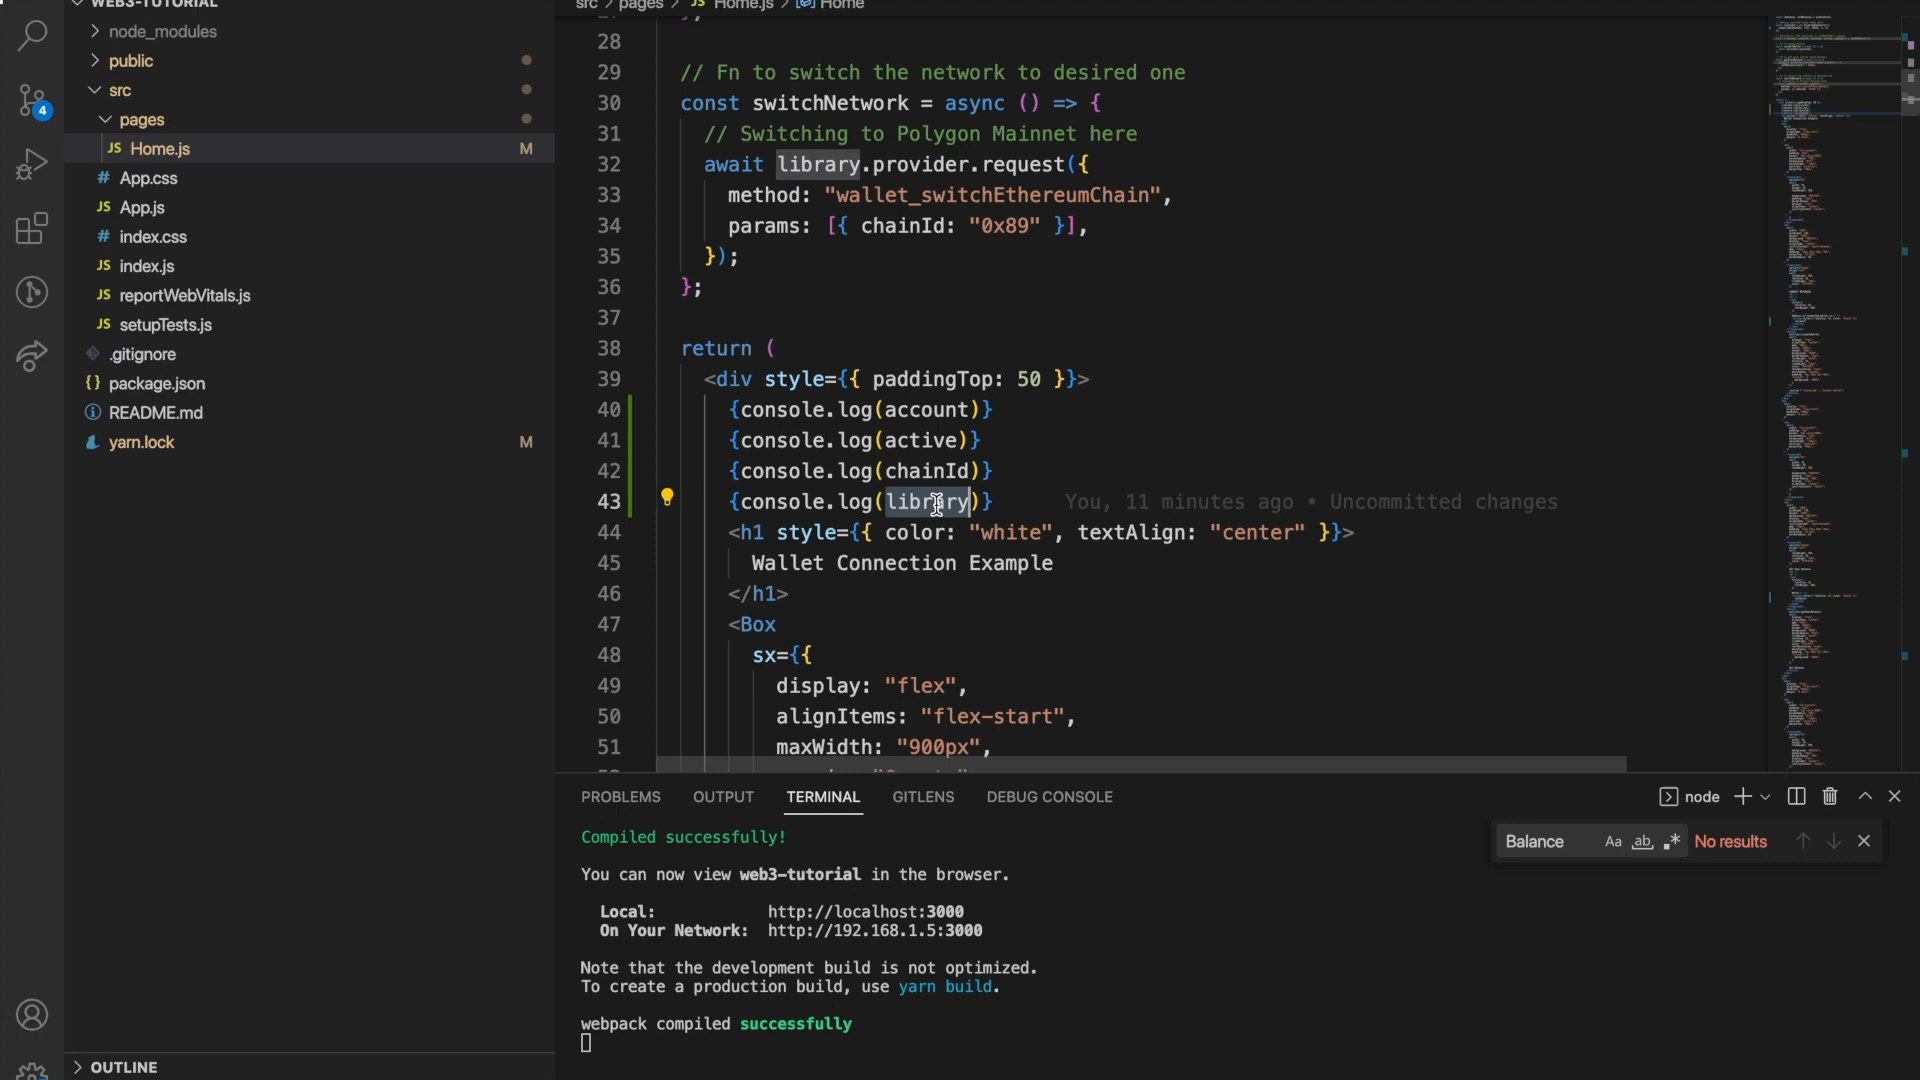 WEB3-TUTORIAL
node_modules
public
src
pages
JS Home.js M
# App.css
JS App.js
# index.css
JS index.js
JS reportWebVitals.js
JS setupTests.js
.gitignore
{} package.json
README.md
yarn.lock M
OUTLINE
4
src > pages > JS Home.js > Home
28
29 // Fn to switch the network to desired one
30 const switchNetwork = async () => {
31 // Switching to Polygon Mainnet here
32 await library.provider.request({
33 method: "wallet_switchEthereumChain",
34 params: [{ chainId: "0x89" }],
35 });
36 };
37
38 return (
39 <div style={{ paddingTop: 50 }}>
40 {console.log(account)}
41 {console.log(active)}
42 {console.log(chainId)}
43 {console.log(library)} You, 11 minutes ago • Uncommitted changes
44 <h1 style={{ color: "white", textAlign: "center" }}>
45 Wallet Connection Example
46 </h1>
47 <Box
48 sx={{
49 display: "flex",
50 alignItems: "flex-start",
51 maxWidth: "900px",
PROBLEMS OUTPUT TERMINAL GITLENS DEBUG CONSOLE
node
Balance Aa ab .* No results
Compiled successfully!
You can now view web3-tutorial in the browser.
Local: http://localhost:3000
On Your Network: http://192.168.1.5:3000
Note that the development build is not optimized.
To create a production build, use yarn build.
webpack compiled successfully